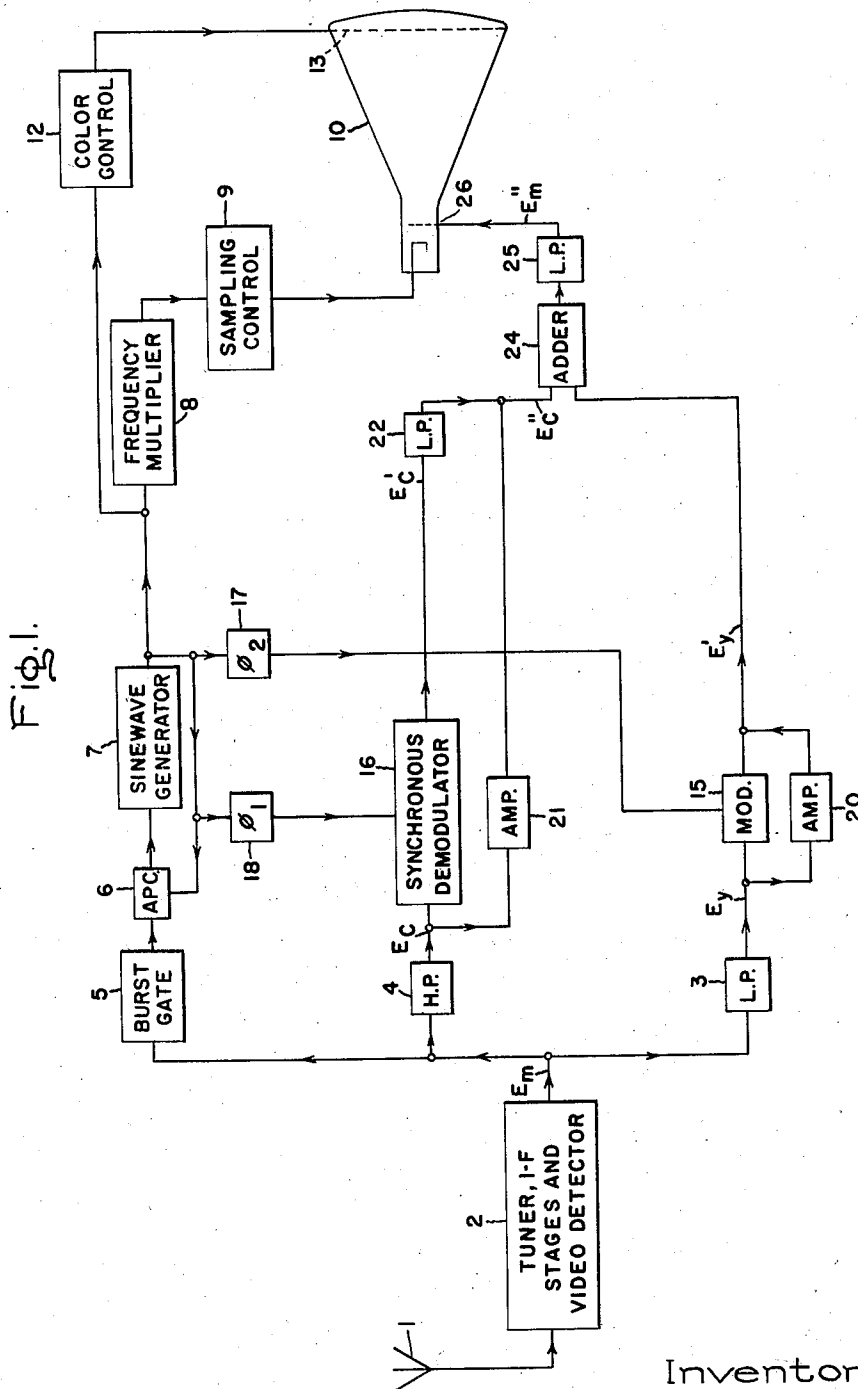 Fig.1.
1
2
TUNER, I-F
STAGES AND
VIDEO DETECTOR
Em
5
BURST
GATE
6
APC
7
SINEWAVE
GENERATOR
8
FREQUENCY
MULTIPLIER
9
SAMPLING
CONTROL
12
COLOR
CONTROL
10
13
26
E"m
25
L.P.
24
ADDER
E"C
22
L.P.
E'C
17
ø2
18
ø1
16
SYNCHRONOUS
DEMODULATOR
21
AMP.
EC
4
H.P.
3
L.P.
Ey
15
MOD.
AMP.
20
E'y
Inventor